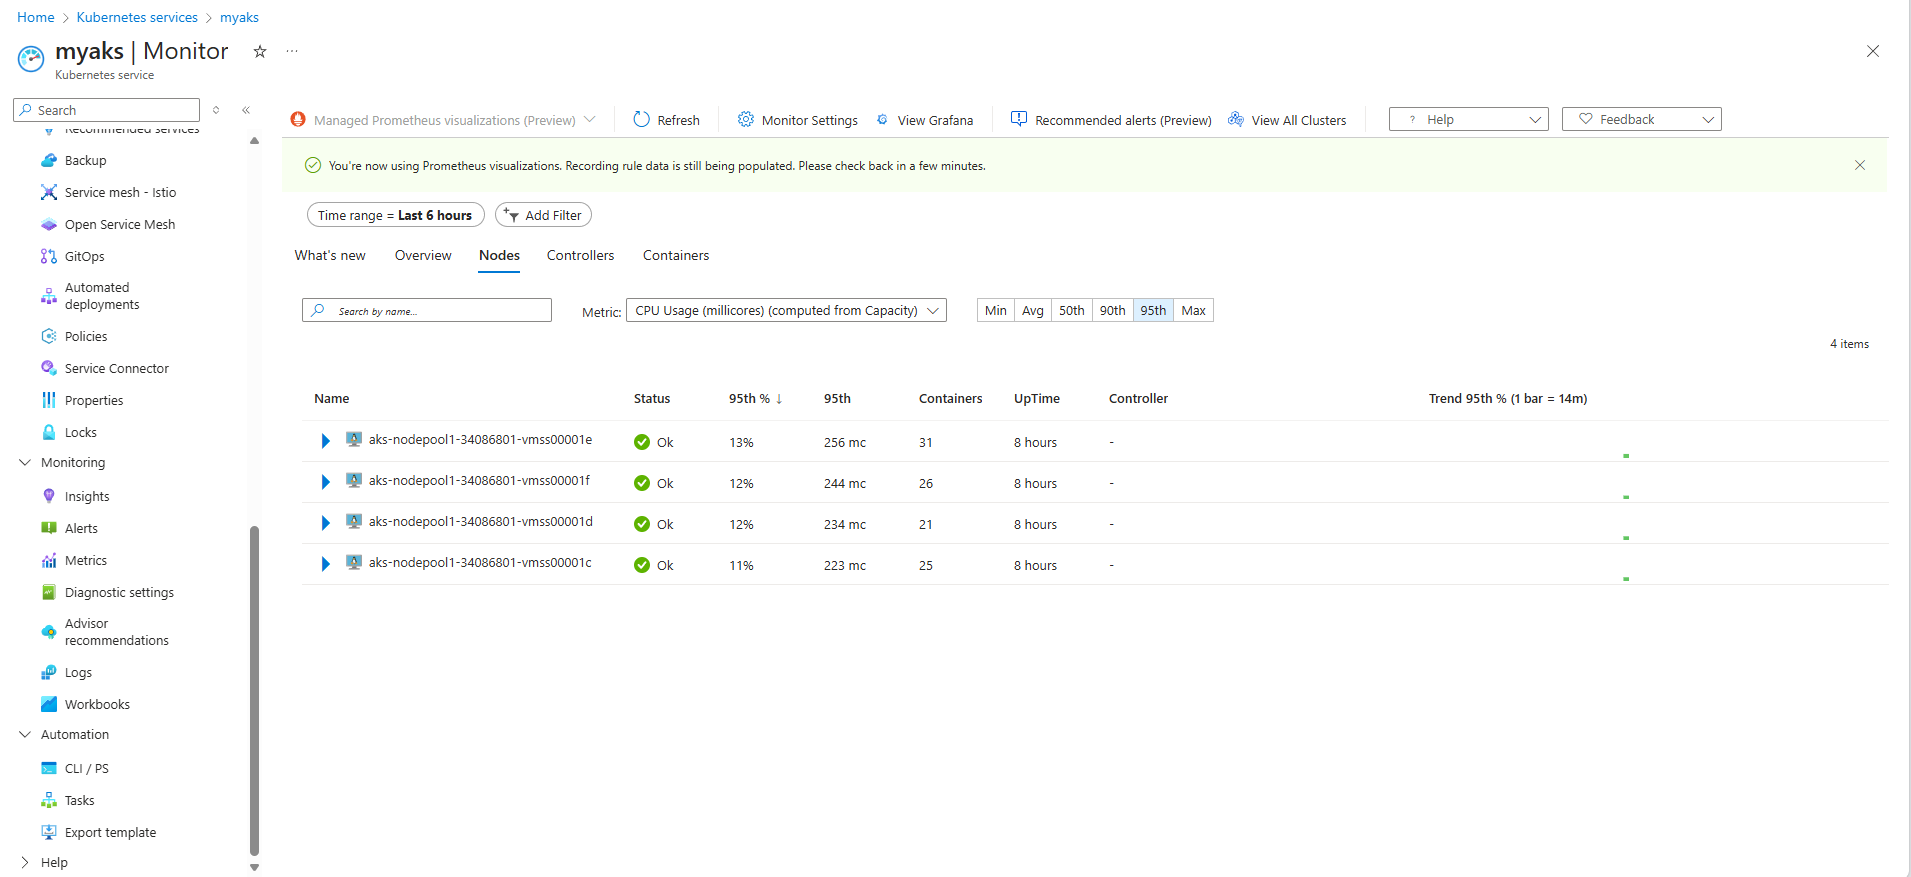 Home > Kubernetes services > myaks
myaks | Monitor
Kubernetes service
Search
Recommended services
Backup
Service mesh - Istio
Open Service Mesh
GitOps
Automated
deployments
Policies
Service Connector
Properties
Locks
Monitoring
Insights
Alerts
Metrics
Diagnostic settings
Advisor
recommendations
Logs
Workbooks
Automation
CLI / PS
Tasks
Export template
Help
Managed Prometheus visualizations (Preview) Refresh Monitor Settings View Grafana Recommended alerts (Preview) View All Clusters ? Help Feedback
You're now using Prometheus visualizations. Recording rule data is still being populated. Please check back in a few minutes.
Time range = Last 6 hours Add Filter
What's new Overview Nodes Controllers Containers
Search by name... Metric: CPU Usage (millicores) (computed from Capacity) Min Avg 50th 90th 95th Max
4 items
Name Status 95th % ↓ 95th Containers UpTime Controller Trend 95th % (1 bar = 14m)
aks-nodepool1-34086801-vmss00001e Ok 13% 256 mc 31 8 hours -
aks-nodepool1-34086801-vmss00001f Ok 12% 244 mc 26 8 hours -
aks-nodepool1-34086801-vmss00001d Ok 12% 234 mc 21 8 hours -
aks-nodepool1-34086801-vmss00001c Ok 11% 223 mc 25 8 hours -